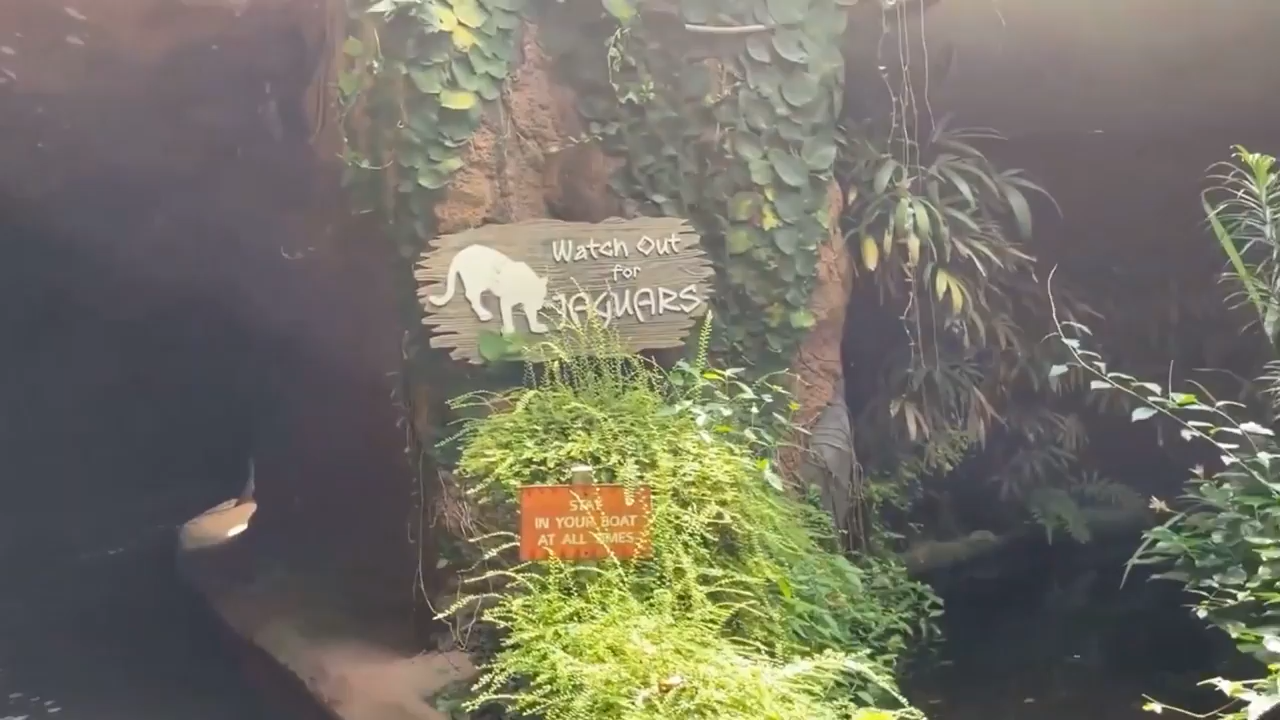 Watch Out
for
JAGUARS
STAY
IN YOUR BOAT
AT ALL TIMES